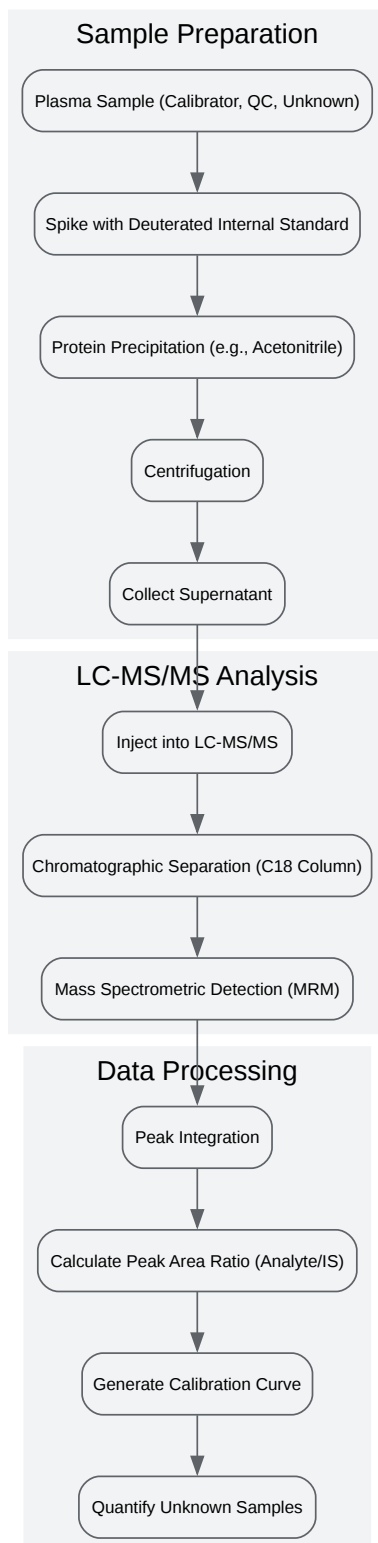 Sample Preparation
Plasma Sample (Calibrator, QC, Unknown)
Spike with Deuterated Internal Standard
Protein Precipitation (e.g., Acetonitrile)
Centrifugation
Collect Supernatant
LC-MS/MS Analysis
Inject into LC-MS/MS
Chromatographic Separation (C18 Column)
Mass Spectrometric Detection (MRM)
Data Processing
Peak Integration
Calculate Peak Area Ratio (Analyte/IS)
Generate Calibration Curve
Quantify Unknown Samples